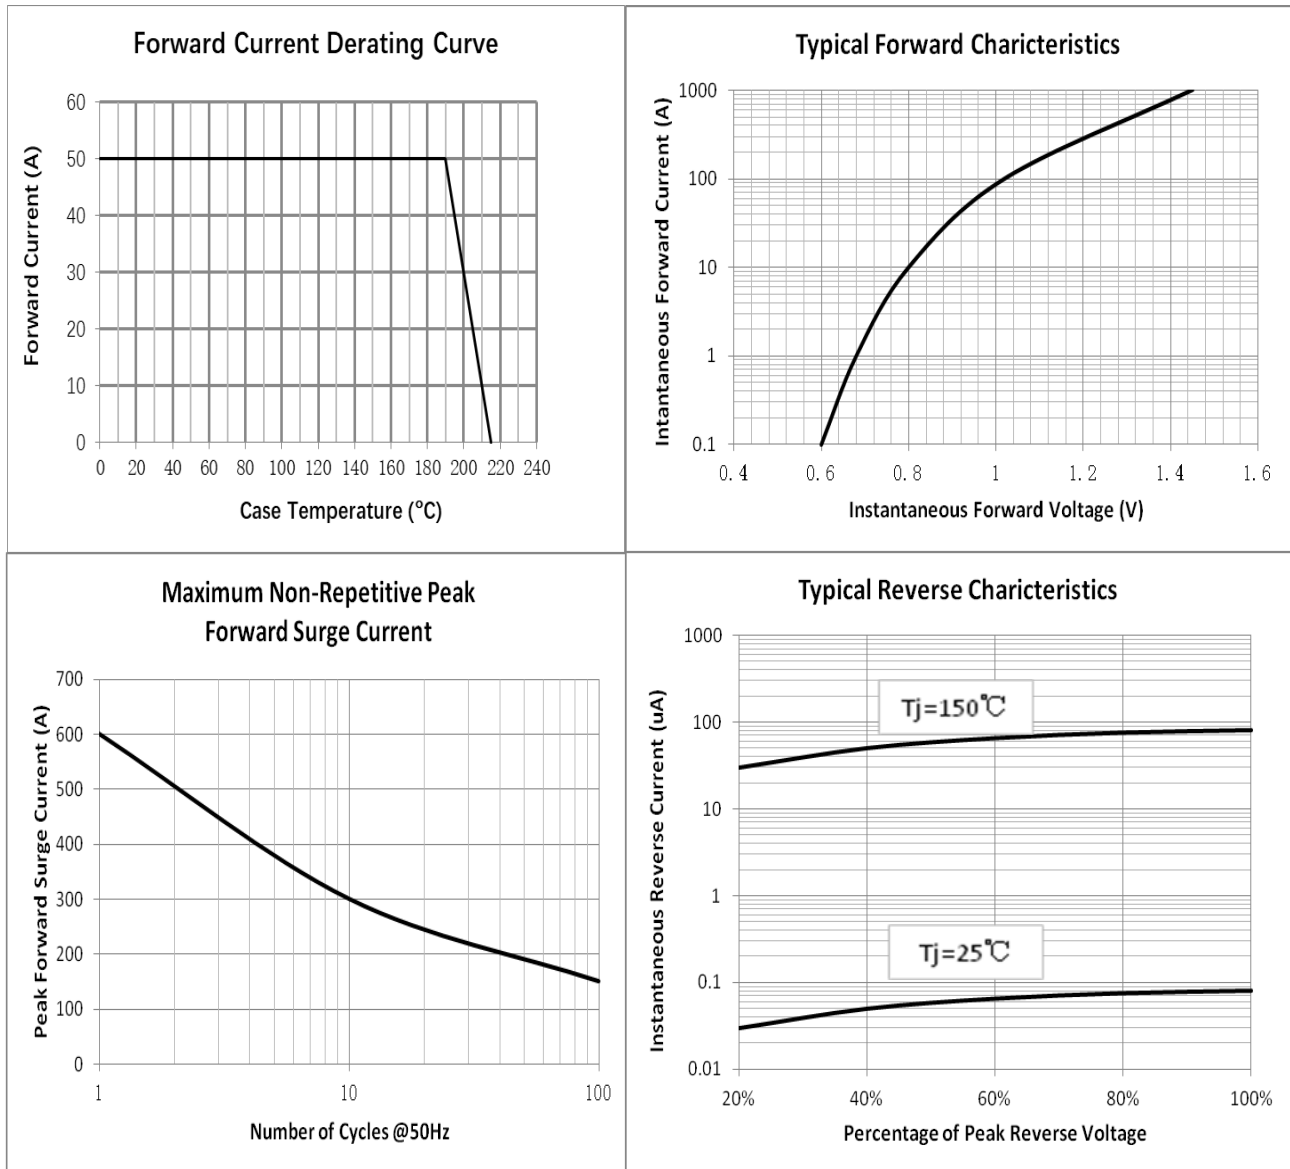 Forward Current Derating Curve
Forward Current (A)
60
50
40
30
20
10
0
0 20 40 60 80 100 120 140 160 180 200 220 240
Case Temperature (°C)
Typical Forward Charicteristics
Intantaneous Forward Current (A)
1000
100
10
1
0.1
0.4 0.6 0.8 1 1.2 1.4 1.6
Instantaneous Forward Voltage (V)
Maximum Non-Repetitive Peak
Forward Surge Current
Peak Forward Surge Current (A)
700
600
500
400
300
200
100
0
1 10 100
Number of Cycles @50Hz
Typical Reverse Charicteristics
Instantaneous Reverse Current (uA)
1000
100
10
1
0.1
0.01
Tj=150℃
Tj=25℃
20% 40% 60% 80% 100%
Percentage of Peak Reverse Voltage